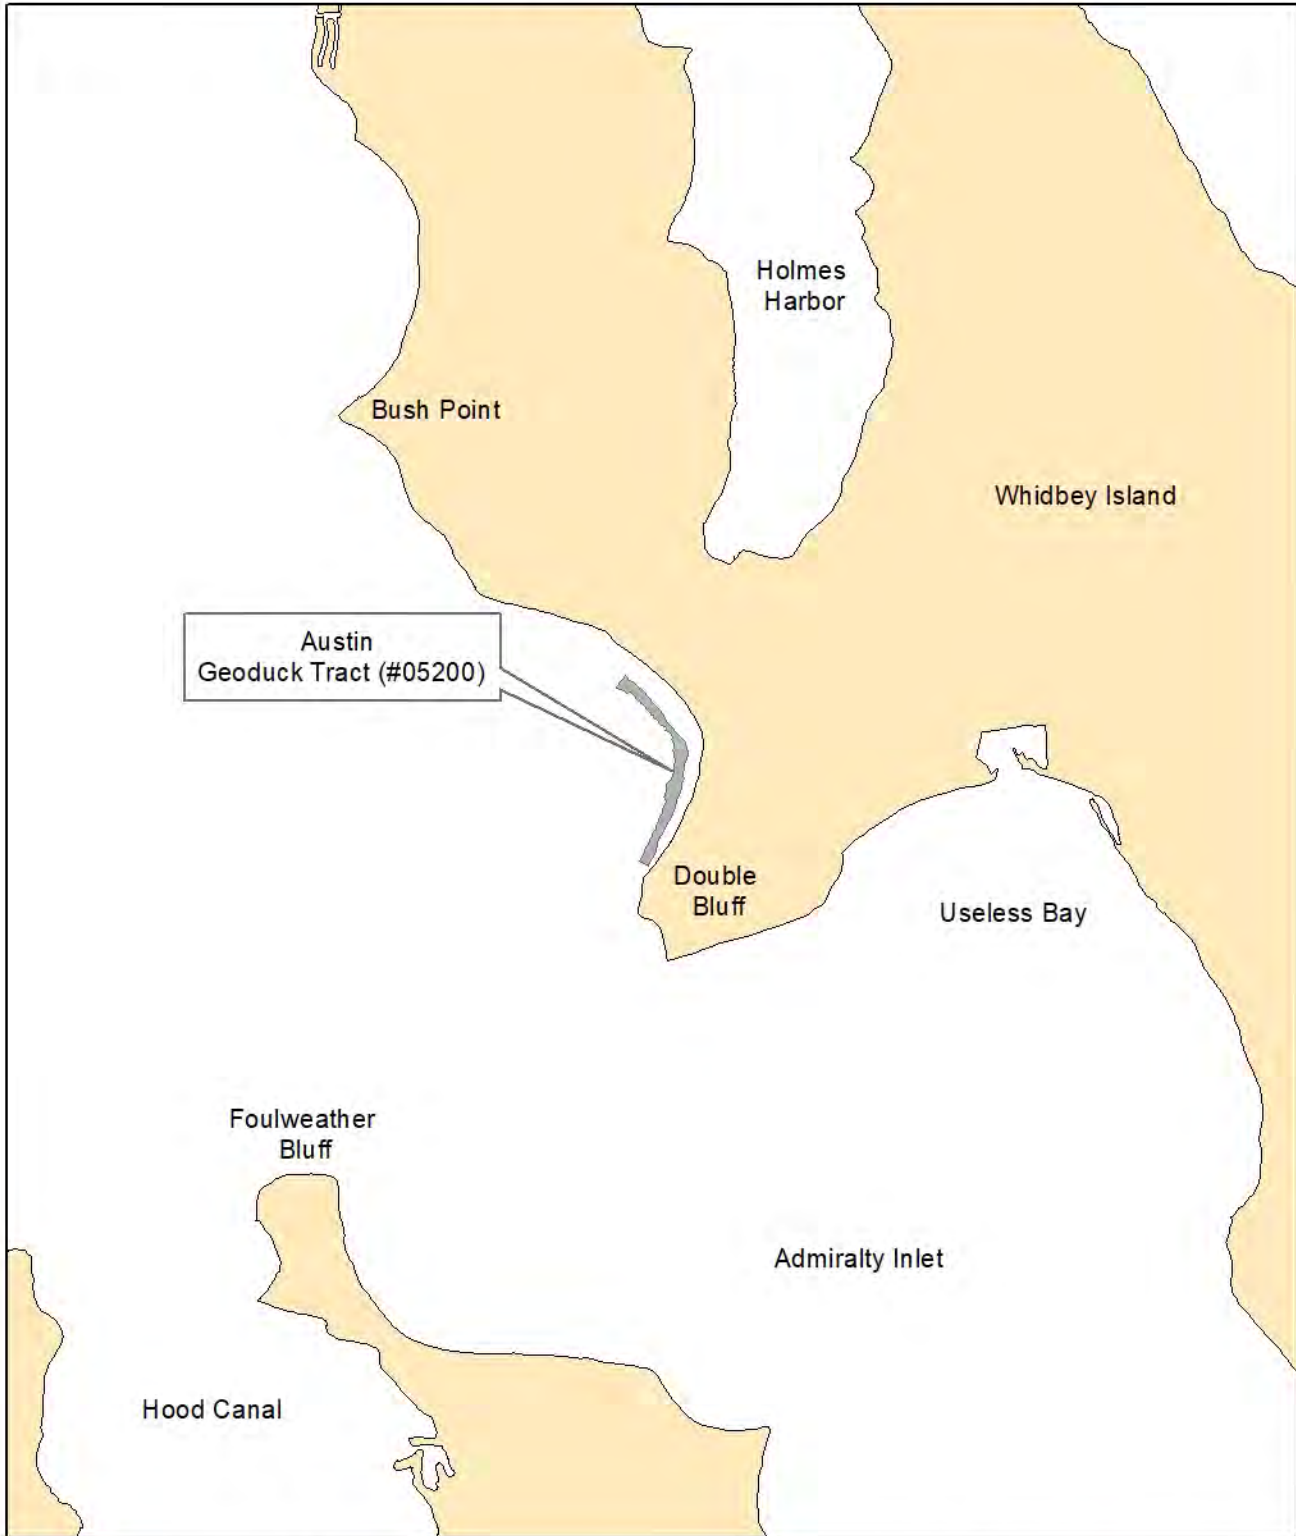 Holmes
Harbor
Bush Point
Whidbey Island
Austin
Geoduck Tract (#05200)
Double
Bluff
Useless Bay
Foulweather
Bluff
Admiralty Inlet
Hood Canal